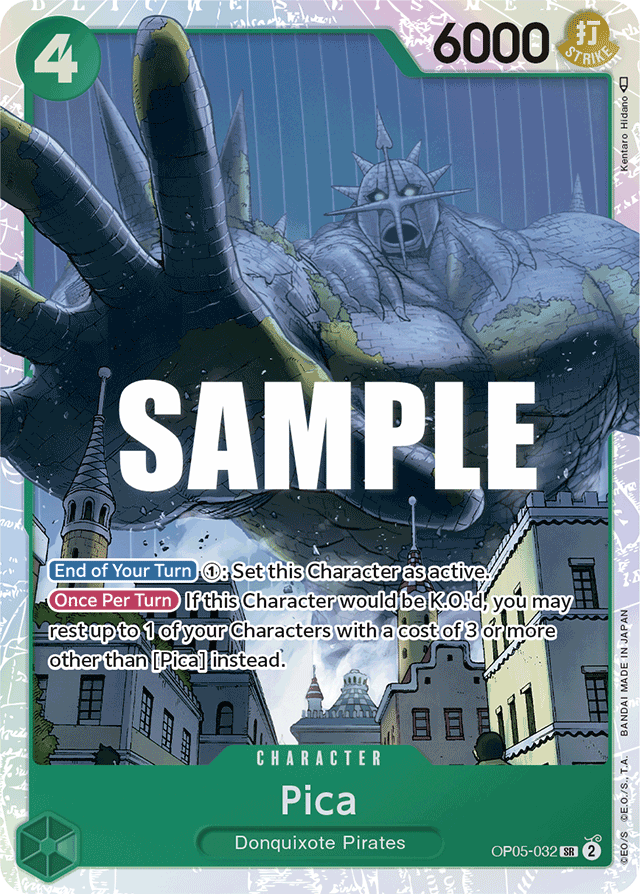 4
6000
打
STRIKE
Kentaro Hidano
SAMPLE
End of Your Turn ①: Set this Character as active.
Once Per Turn If this Character would be K.O.'d, you may
rest up to 1 of your Characters with a cost of 3 or more
other than [Pica] instead.
CHARACTER
Pica
Donquixote Pirates
OP05-032 SR 2
©EO/S ©E.O./S., T.A. BANDAI MADE IN JAPAN